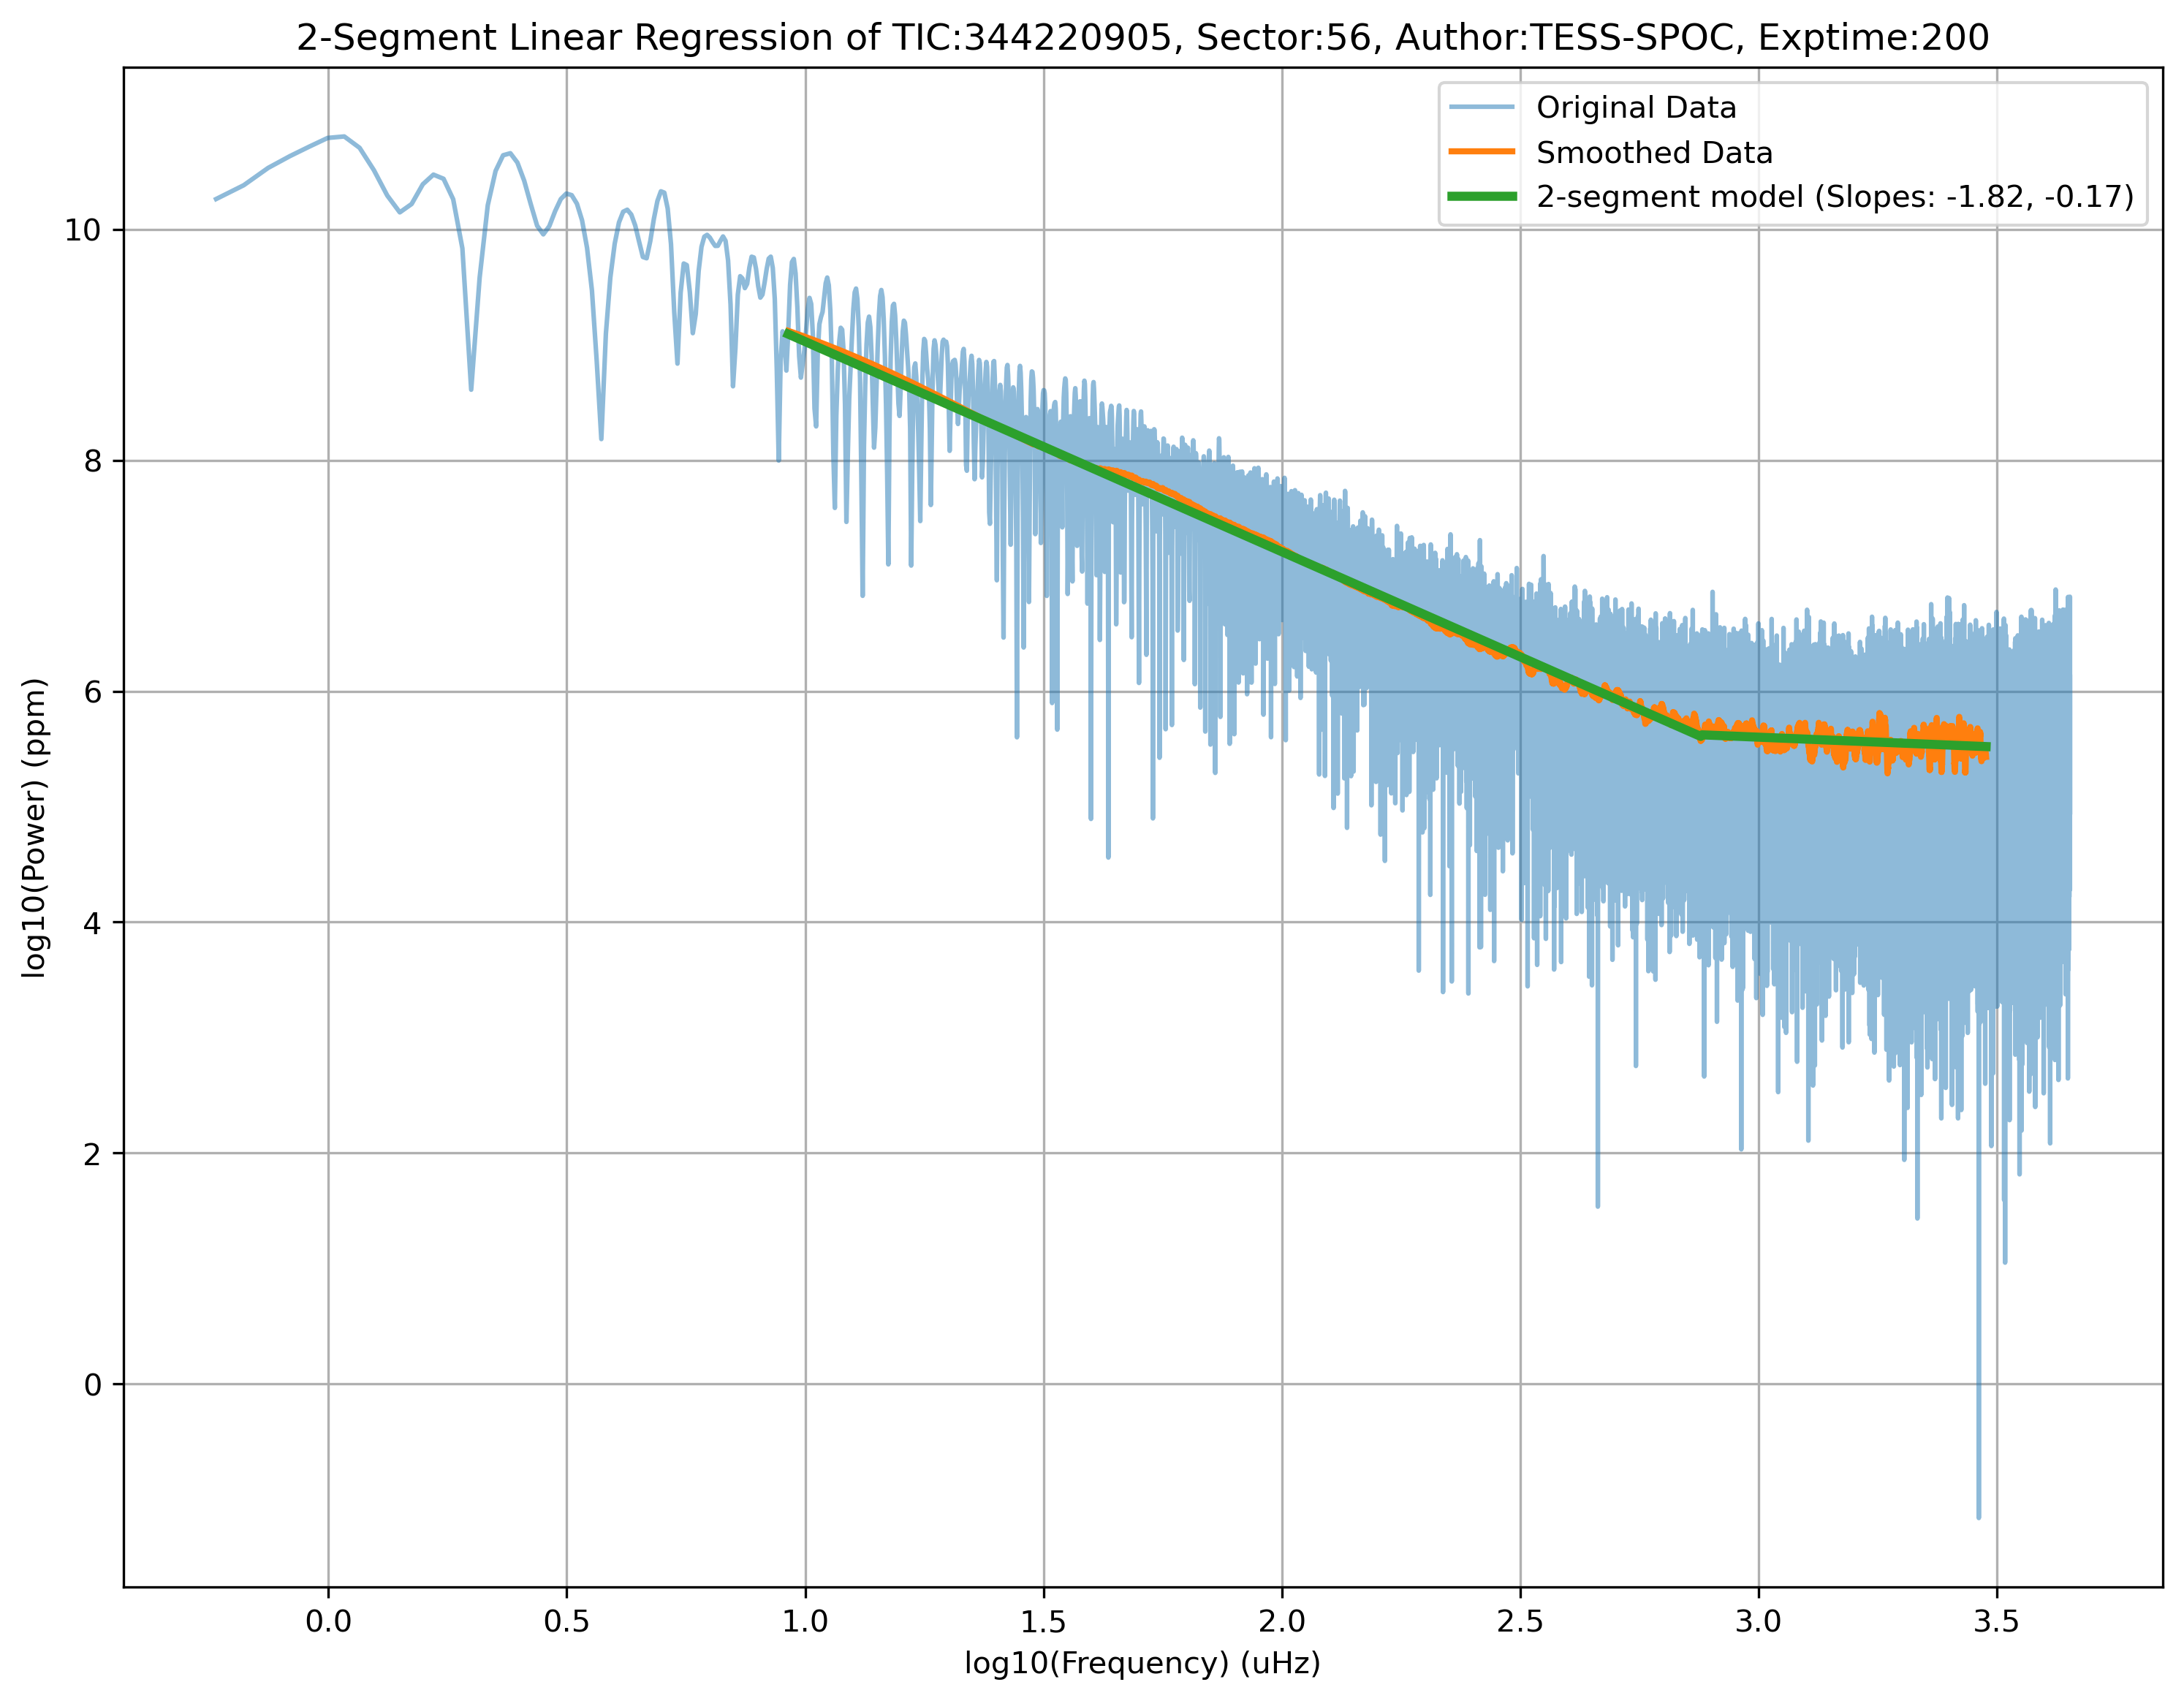 2-Segment Linear Regression of TIC:344220905, Sector:56, Author:TESS-SPOC, Exptime:200
Original Data
Smoothed Data
2-segment model (Slopes: -1.82, -0.17)
log10(Power) (ppm)
10
8
6
4
2
0
0.0 0.5 1.0 1.5 2.0 2.5 3.0 3.5
log10(Frequency) (uHz)